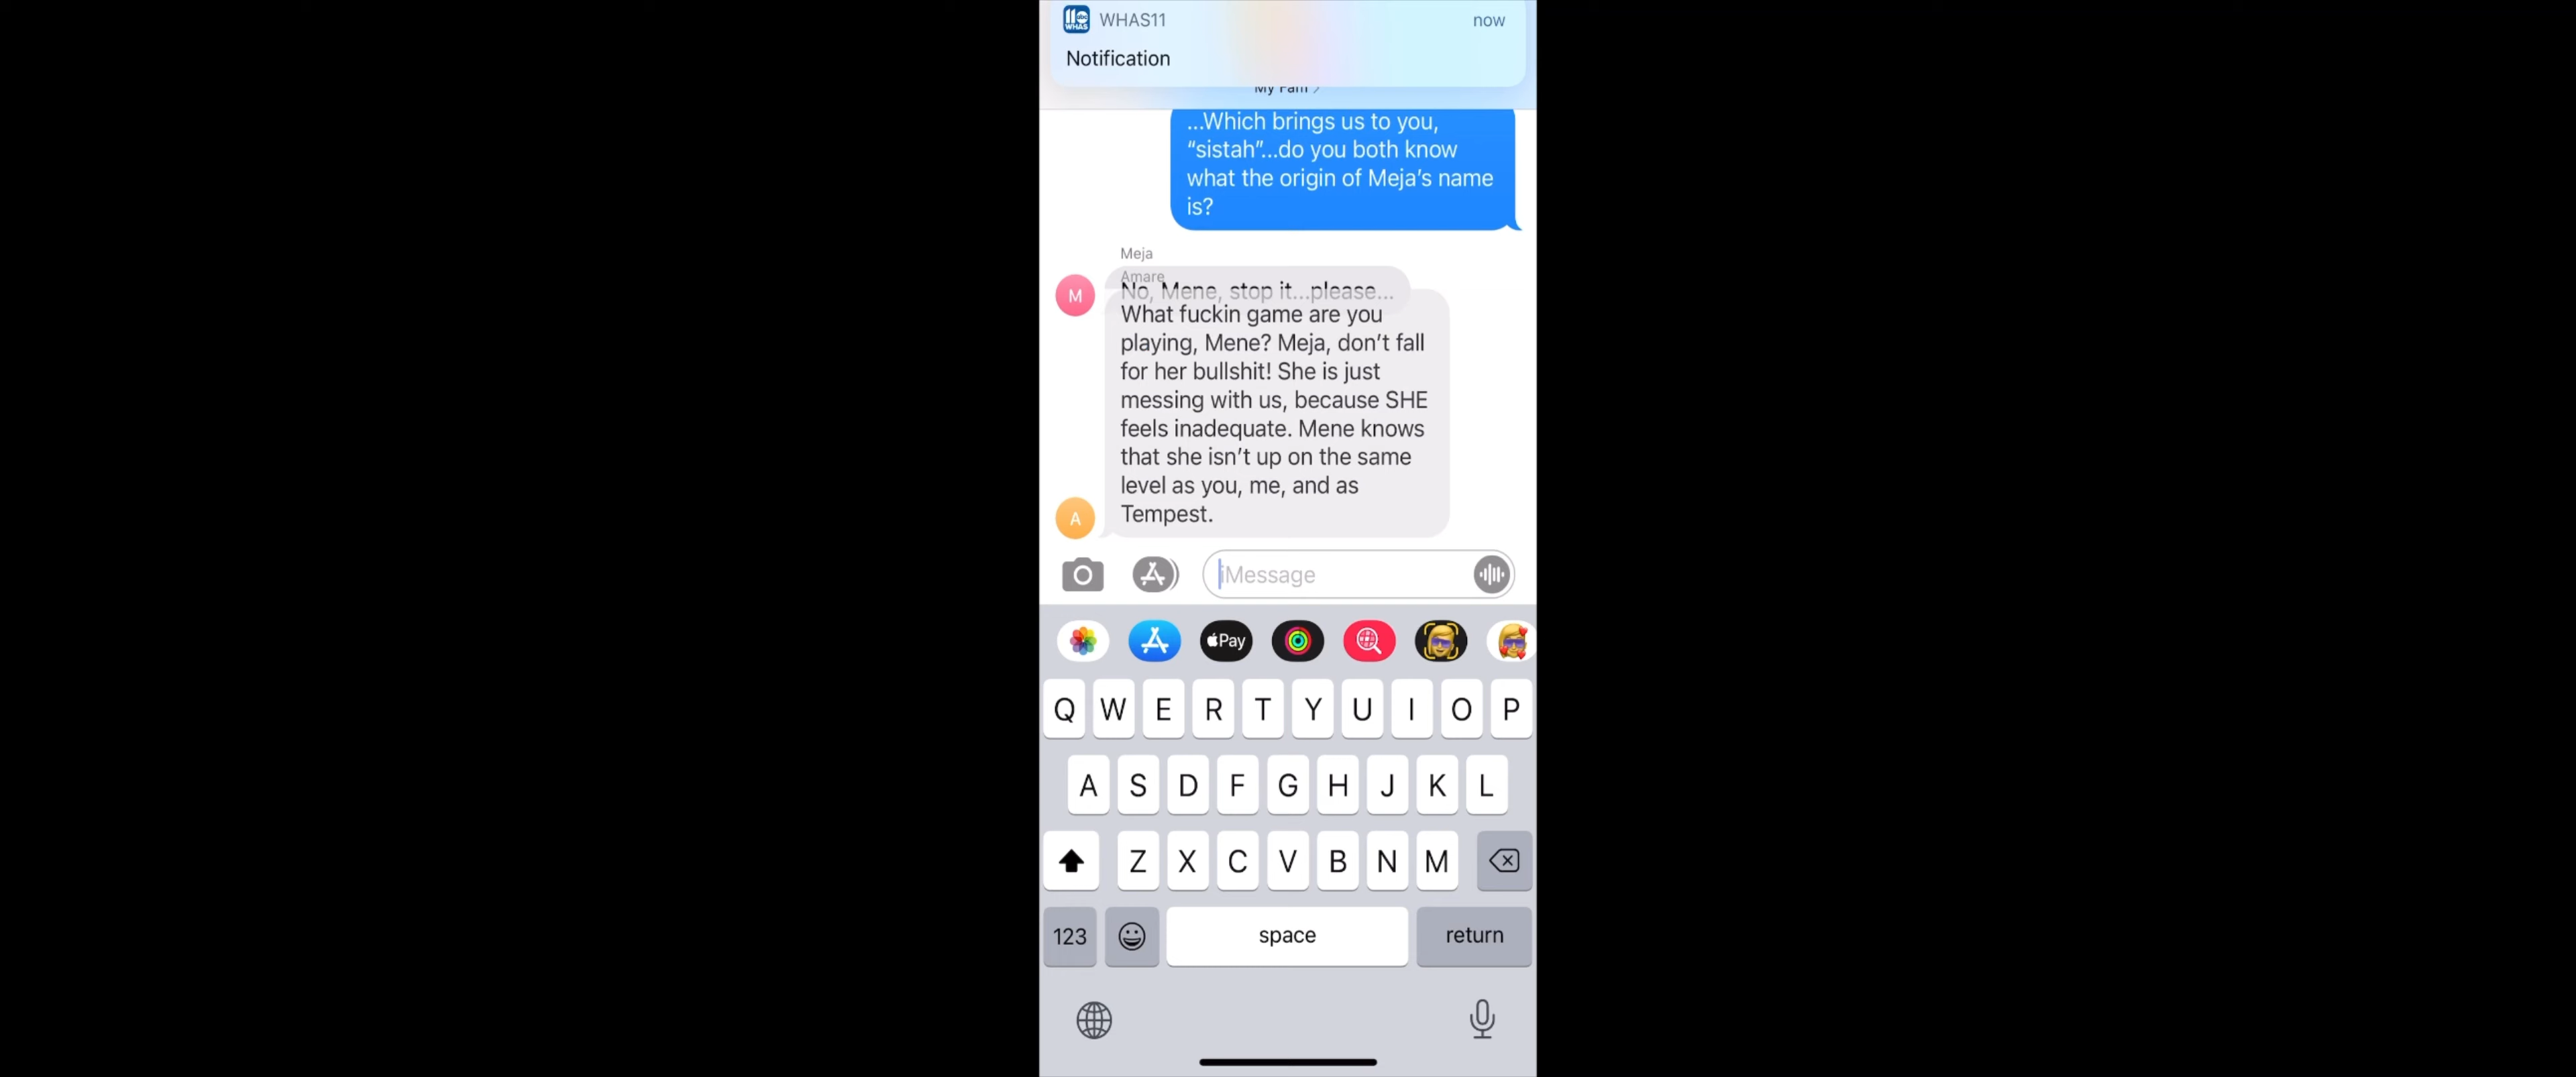 WHAS11
now
Notification
My Fam
...Which brings us to you,
“sistah”...do you both know
what the origin of Meja’s name
is?
Meja
Amare
No, Mene, stop it...please...
M
What fuckin game are you
playing, Mene? Meja, don’t fall
for her bullshit! She is just
messing with us, because SHE
feels inadequate. Mene knows
that she isn’t up on the same
level as you, me, and as
Tempest.
A
iMessage
Pay
Q W E R T Y U I O P
A S D F G H J K L
Z X C V B N M
123
space
return